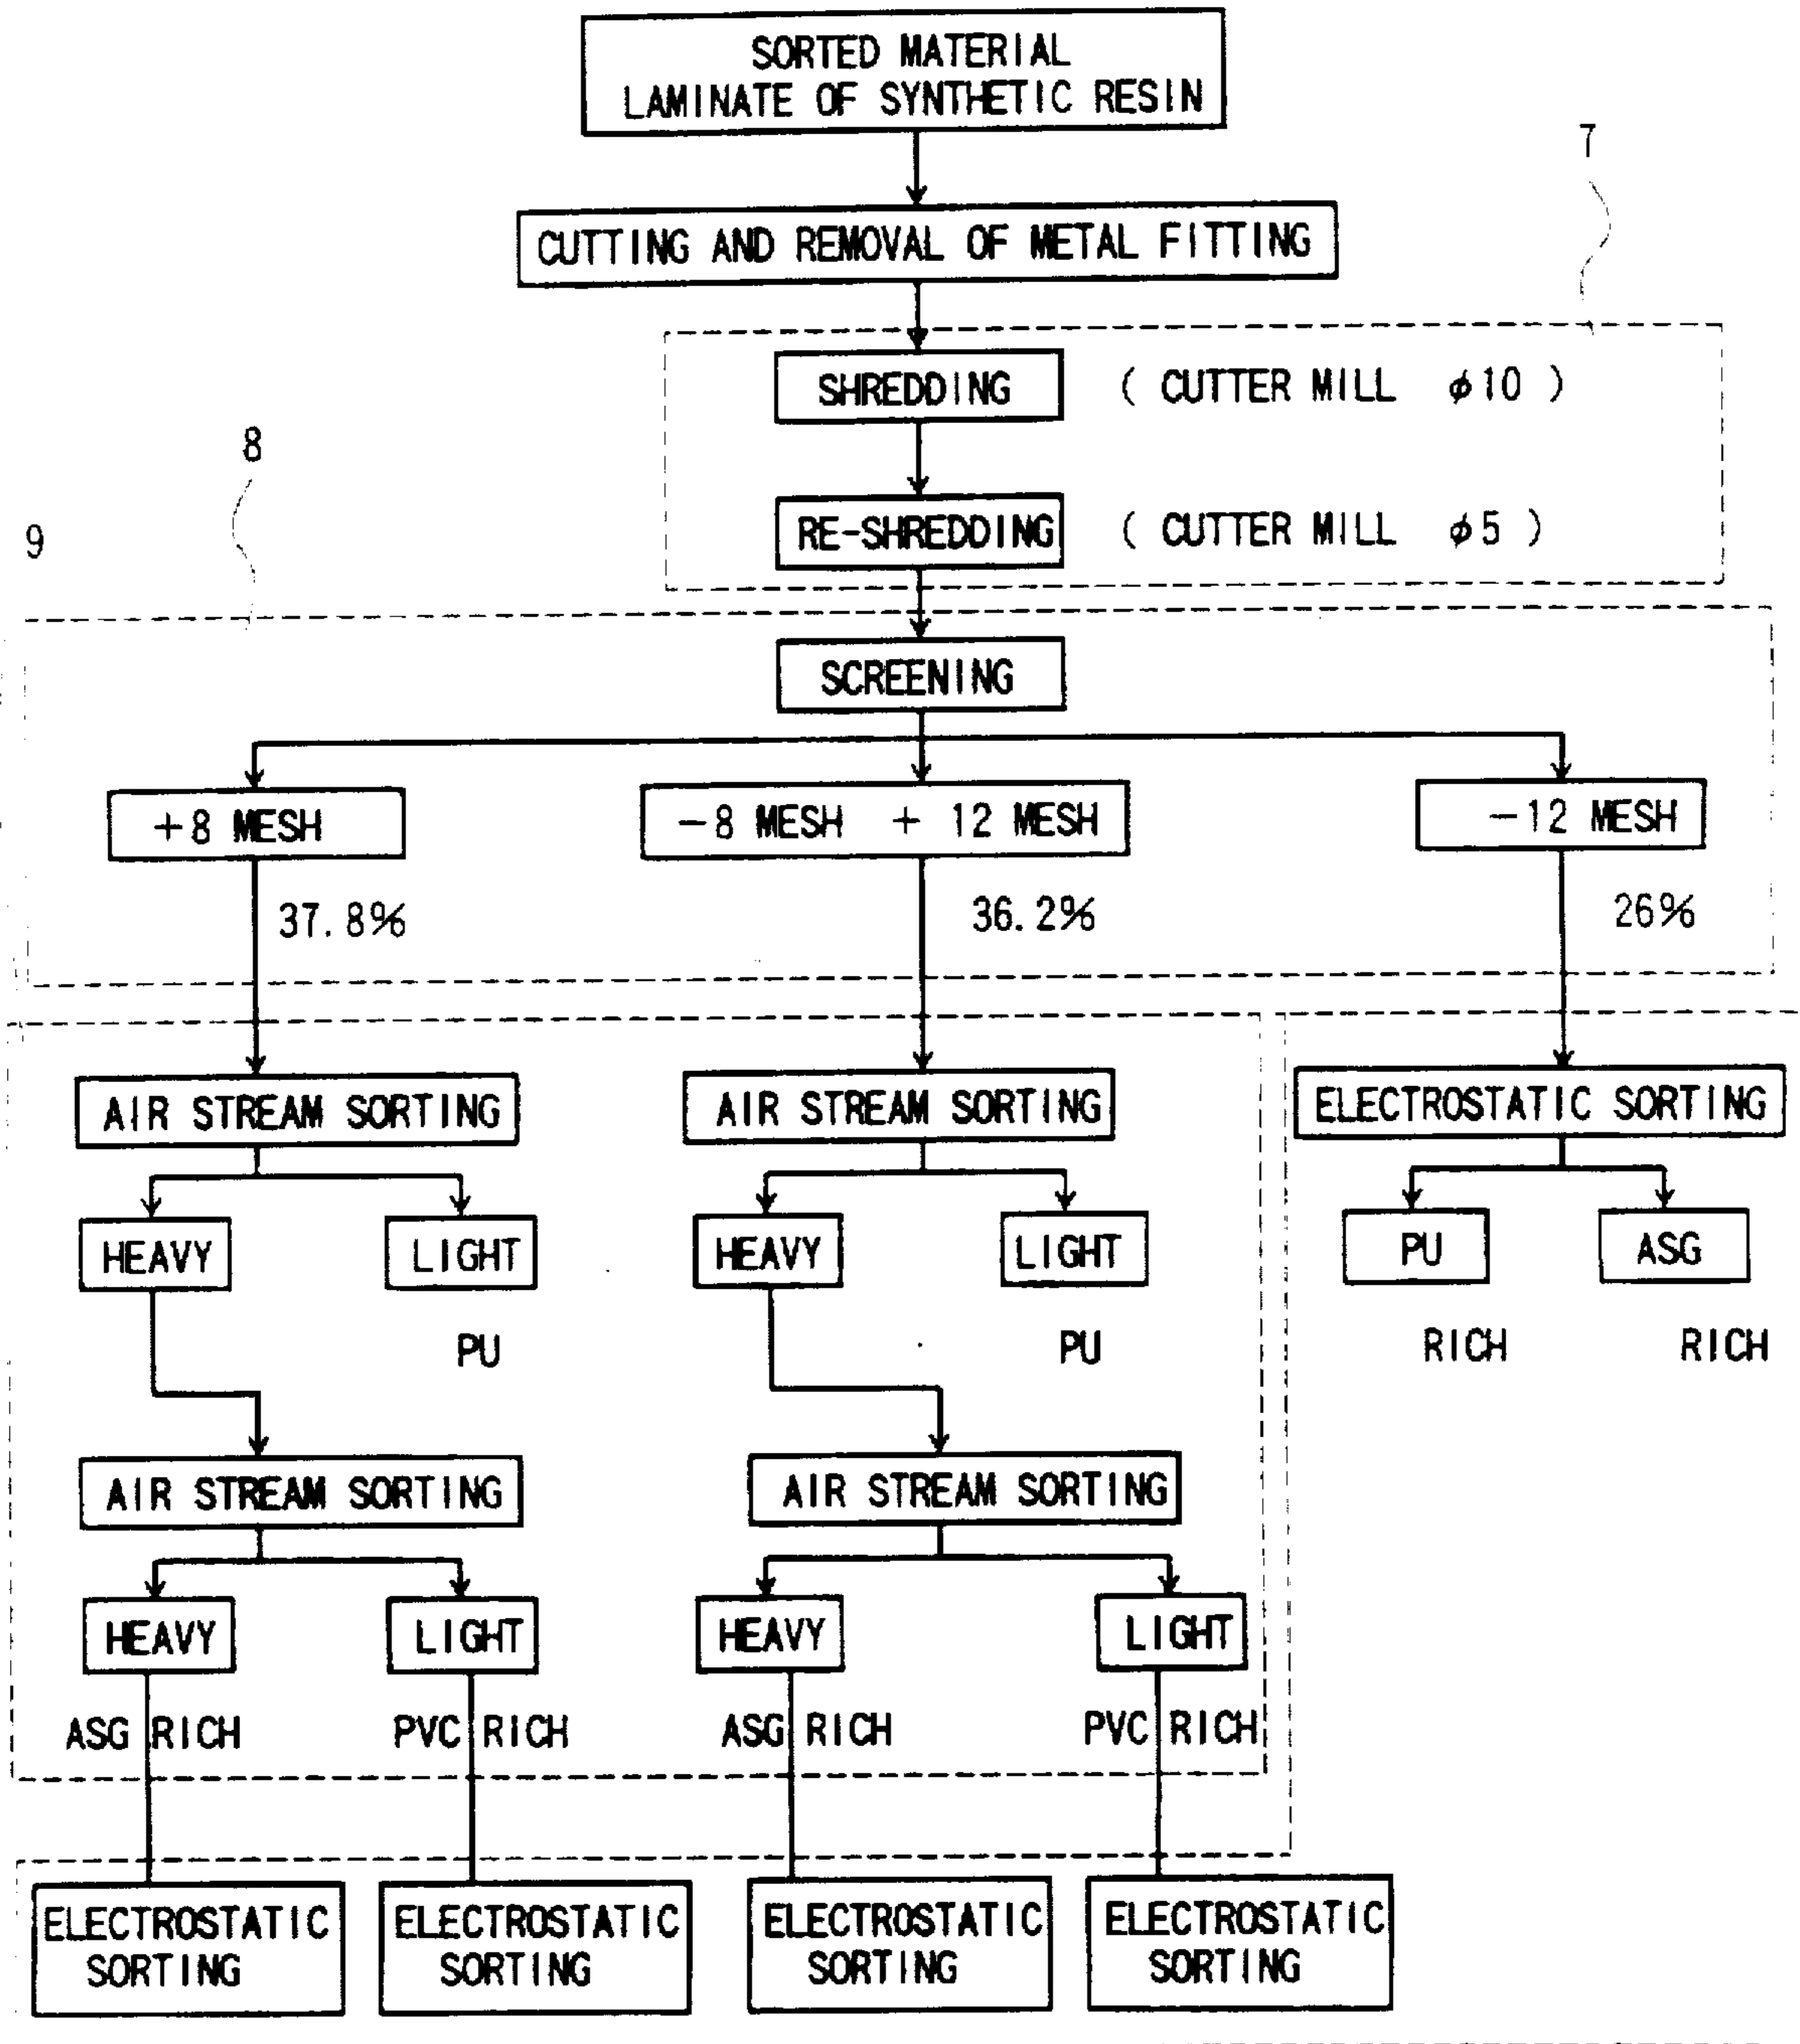 SORTED MATERIAL
LAMINATE OF SYNTHETIC RESIN
7
CUTTING AND REMOVAL OF METAL FITTING
SHREDDING ( CUTTER MILL φ10 )
8
9
RE-SHREDDING ( CUTTER MILL φ5 )
SCREENING
+8 MESH
-8 MESH + 12 MESH
-12 MESH
37.8%
36.2%
26%
AIR STREAM SORTING
AIR STREAM SORTING
ELECTROSTATIC SORTING
HEAVY
LIGHT
HEAVY
LIGHT
PU
ASG
PU
PU
RICH
RICH
AIR STREAM SORTING
AIR STREAM SORTING
HEAVY
LIGHT
HEAVY
LIGHT
ASG RICH
PVC RICH
ASG RICH
PVC RICH
ELECTROSTATIC
SORTING
ELECTROSTATIC
SORTING
ELECTROSTATIC
SORTING
ELECTROSTATIC
SORTING